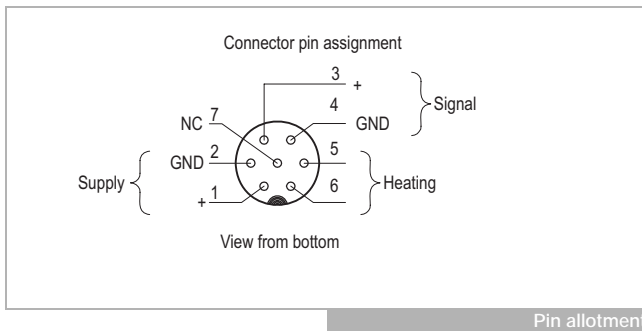 Connector pin assignment
3 +
Signal
4 GND
NC 7
GND 2
5
Supply
Heating
+ 1
6
View from bottom
Pin allotment